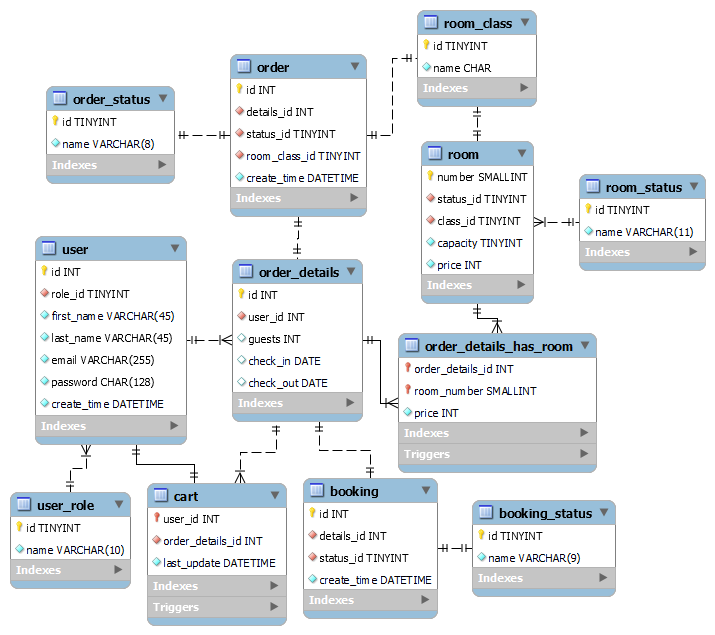 room_class
id TINYINT
name CHAR
Indexes
order
id INT
details_id INT
status_id TINYINT
room_class_id TINYINT
create_time DATETIME
Indexes
order_status
id TINYINT
name VARCHAR(8)
Indexes
room
number SMALLINT
status_id TINYINT
class_id TINYINT
capacity TINYINT
price INT
Indexes
room_status
id TINYINT
name VARCHAR(11)
Indexes
user
id INT
role_id TINYINT
first_name VARCHAR(45)
last_name VARCHAR(45)
email VARCHAR(255)
password CHAR(128)
create_time DATETIME
Indexes
order_details
id INT
user_id INT
guests INT
check_in DATE
check_out DATE
Indexes
order_details_has_room
order_details_id INT
room_number SMALLINT
price INT
Indexes
Triggers
user_role
id TINYINT
name VARCHAR(10)
Indexes
cart
user_id INT
order_details_id INT
last_update DATETIME
Indexes
Triggers
booking
id INT
details_id INT
status_id TINYINT
create_time DATETIME
Indexes
booking_status
id TINYINT
name VARCHAR(9)
Indexes